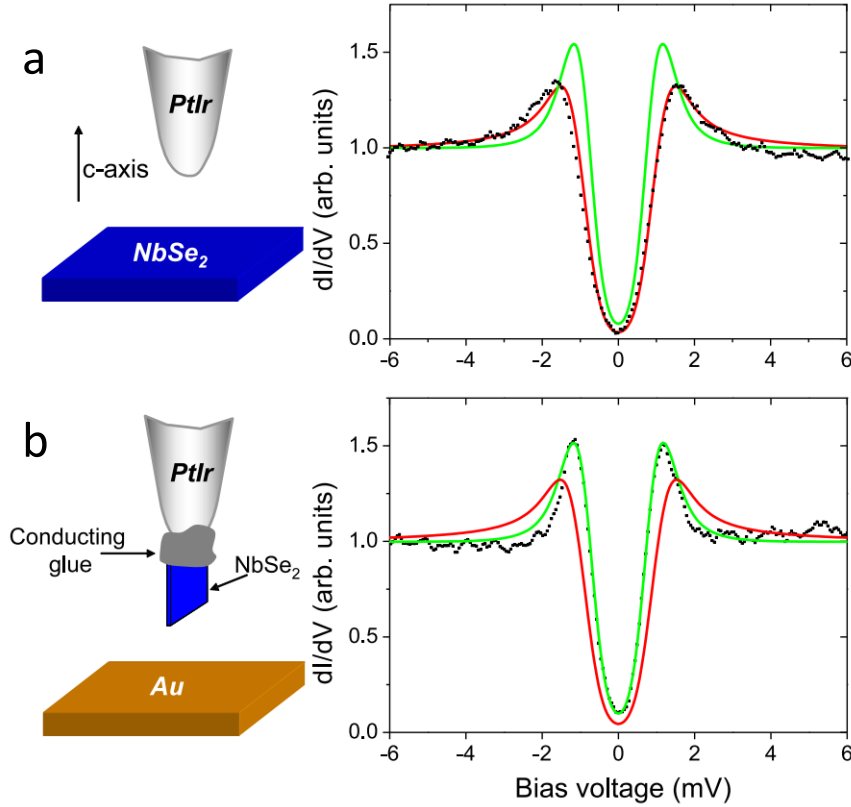 a
PtIr
c-axis
NbSe2
dI/dV (arb. units)
1.5
1.0
0.5
0.0
-6 -4 -2 0 2 4 6
b
PtIr
Conducting
glue
NbSe2
Au
dI/dV (arb. units)
1.5
1.0
0.5
0.0
-6 -4 -2 0 2 4 6
Bias voltage (mV)